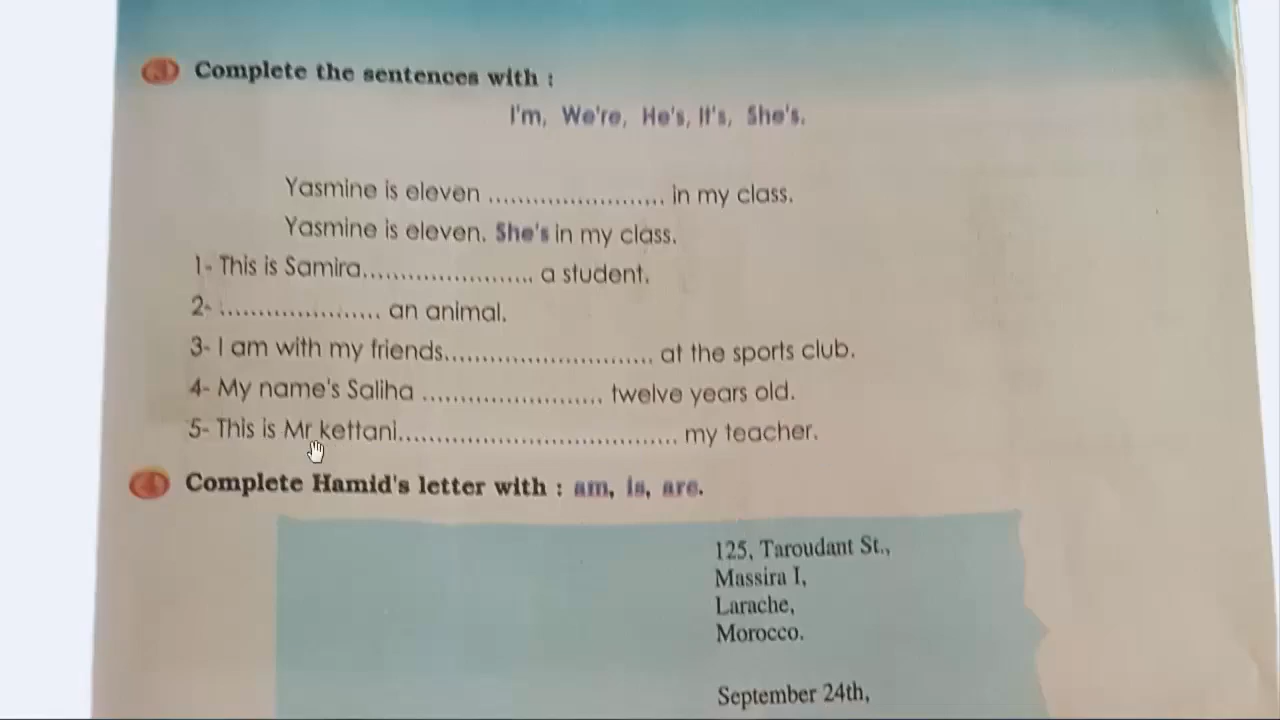 3 Complete the sentences with :
I'm, We're, He's, It's, She's.
Yasmine is eleven ........................ in my class.
Yasmine is eleven. She's in my class.
1- This is Samira....................... a student.
2- ...................... an animal.
3- I am with my friends............................ at the sports club.
4- My name's Saliha ........................ twelve years old.
5- This is Mr kettani..................................... my teacher.
4 Complete Hamid's letter with : am, is, are.
125, Taroudant St.,
Massira I,
Larache,
Morocco.
September 24th,